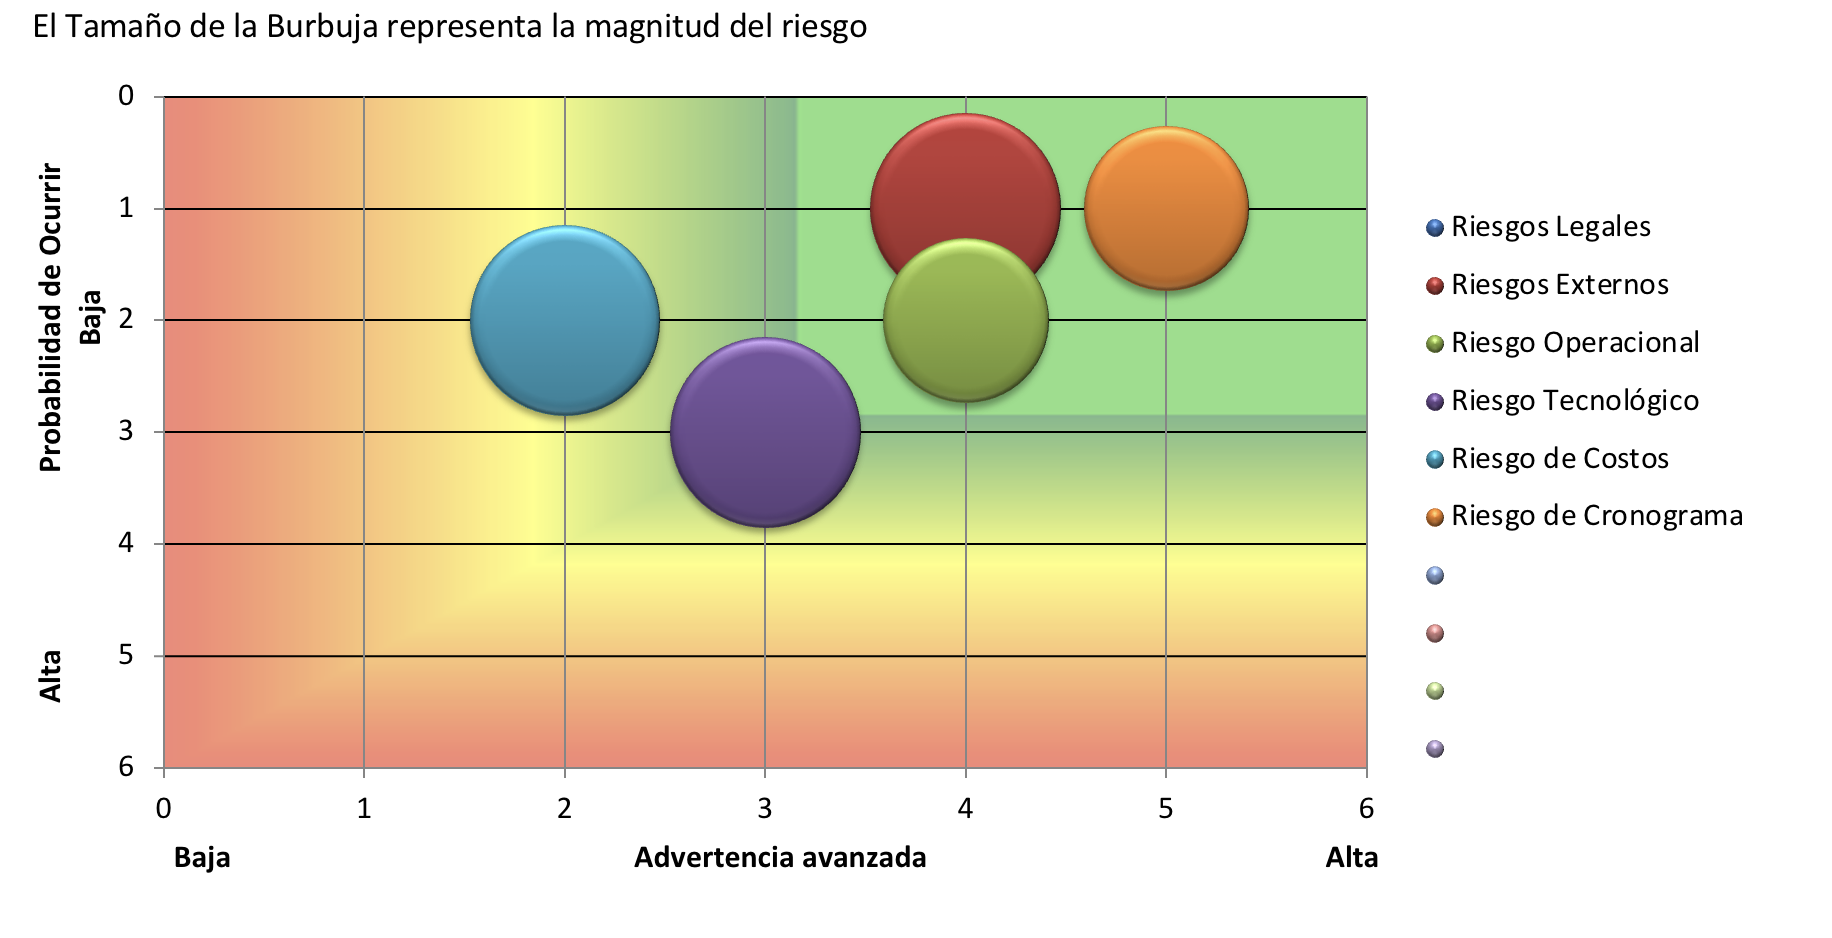 El Tamaño de la Burbuja representa la magnitud del riesgo
Probabilidad de Ocurrir
Baja
Alta
0
1
2
3
4
5
6
0 1 2 3 4 5 6
Baja Advertencia avanzada Alta
Riesgos Legales
Riesgos Externos
Riesgo Operacional
Riesgo Tecnológico
Riesgo de Costos
Riesgo de Cronograma